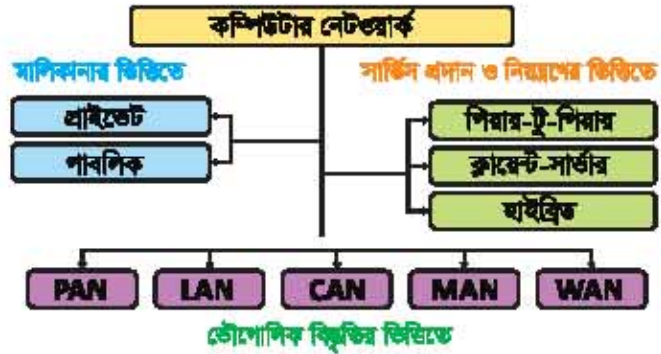 কম্পিউটার নেটওয়ার্ক
মালিকানার ভিত্তিতে
সার্ভিস প্রদান ও নিয়ন্ত্রণের ভিত্তিতে
প্রাইভেট
পাবলিক
পিয়ার-টু-পিয়ার
ক্লায়েন্ট-সার্ভার
হাইব্রিড
PAN LAN CAN MAN WAN
ভৌগোলিক বিস্তৃতির ভিত্তিতে